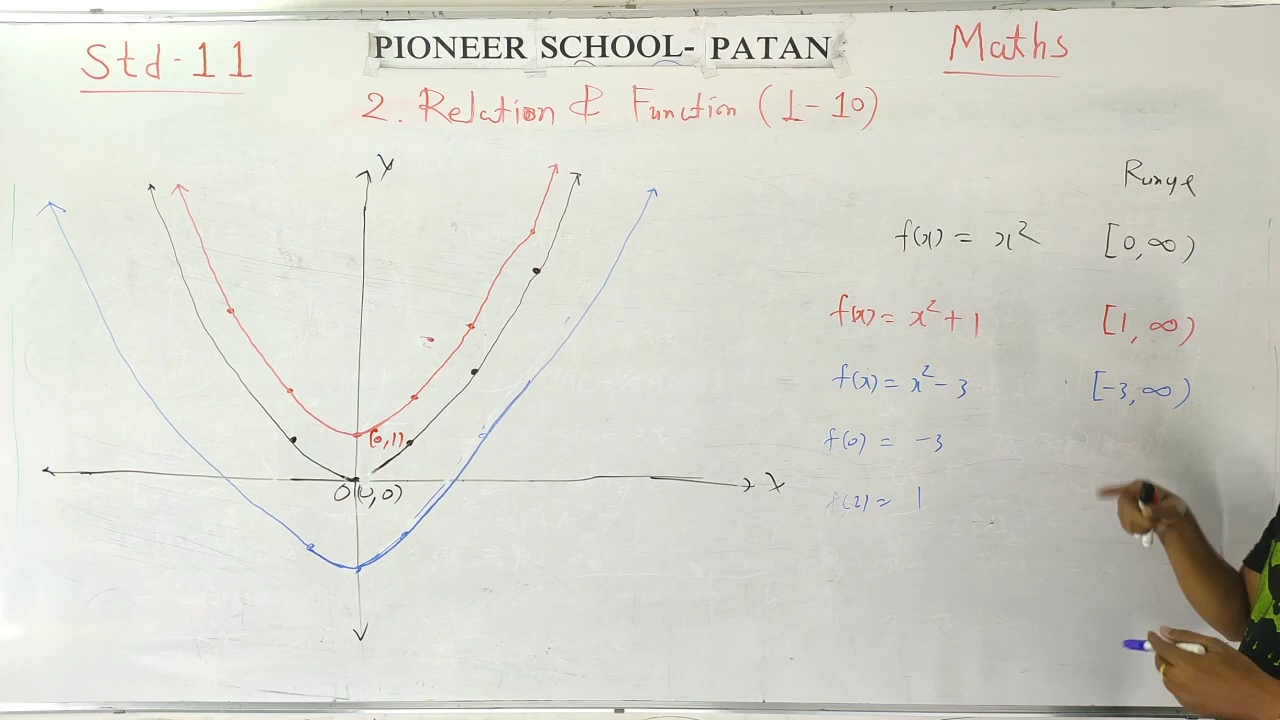 Std-11
PIONEER SCHOOL- PATAN
Maths
2. Relation & Function (1-10)
Y
Range
f(x) = x² [0,∞)
f(x) = x²+1 [1,∞)
f(x) = x²-3 [-3,∞)
(0,1)
f(0) = -3
X
O(0,0)
f(2) = 1